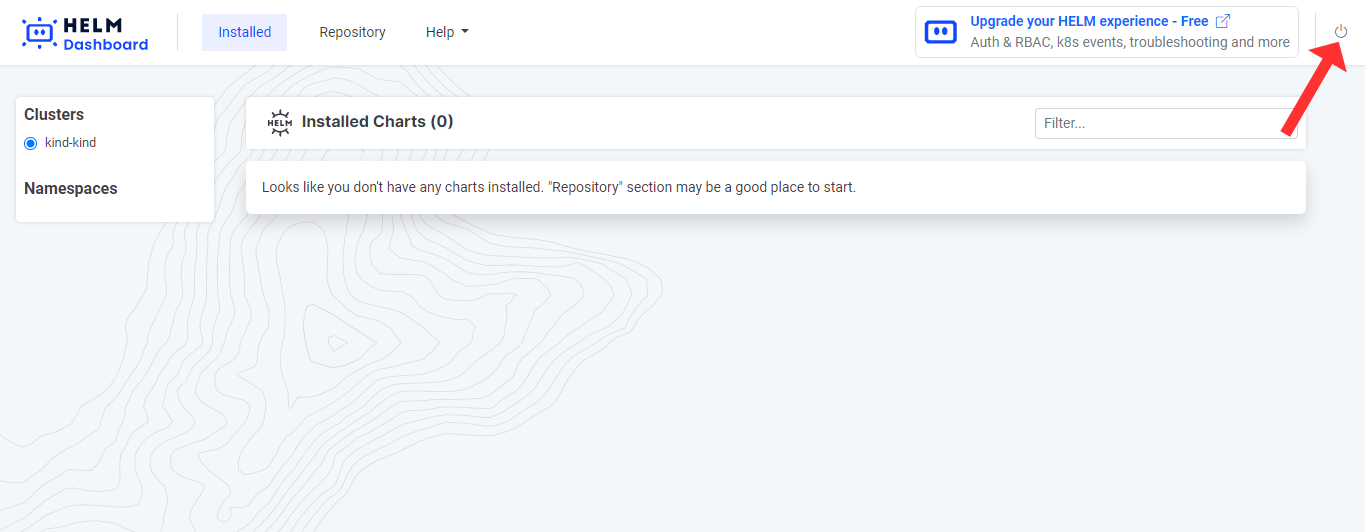 HELM
Dashboard
Installed
Repository
Help
Upgrade your HELM experience - Free
Auth & RBAC, k8s events, troubleshooting and more
Clusters
kind-kind
Namespaces
HELM
Installed Charts (0)
Filter...
Looks like you don't have any charts installed. "Repository" section may be a good place to start.